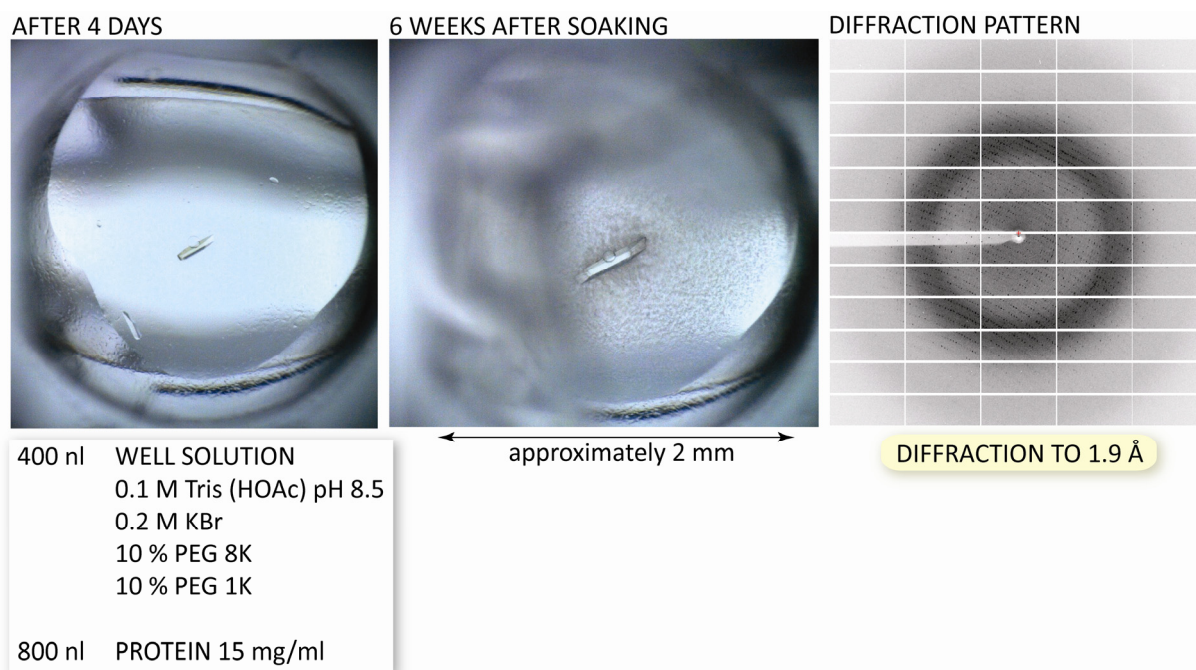 AFTER 4 DAYS
6 WEEKS AFTER SOAKING
DIFFRACTION PATTERN
approximately 2 mm
DIFFRACTION TO 1.9 Å
400 nl WELL SOLUTION
0.1 M Tris (HOAc) pH 8.5
0.2 M KBr
10 % PEG 8K
10 % PEG 1K
800 nl PROTEIN 15 mg/ml